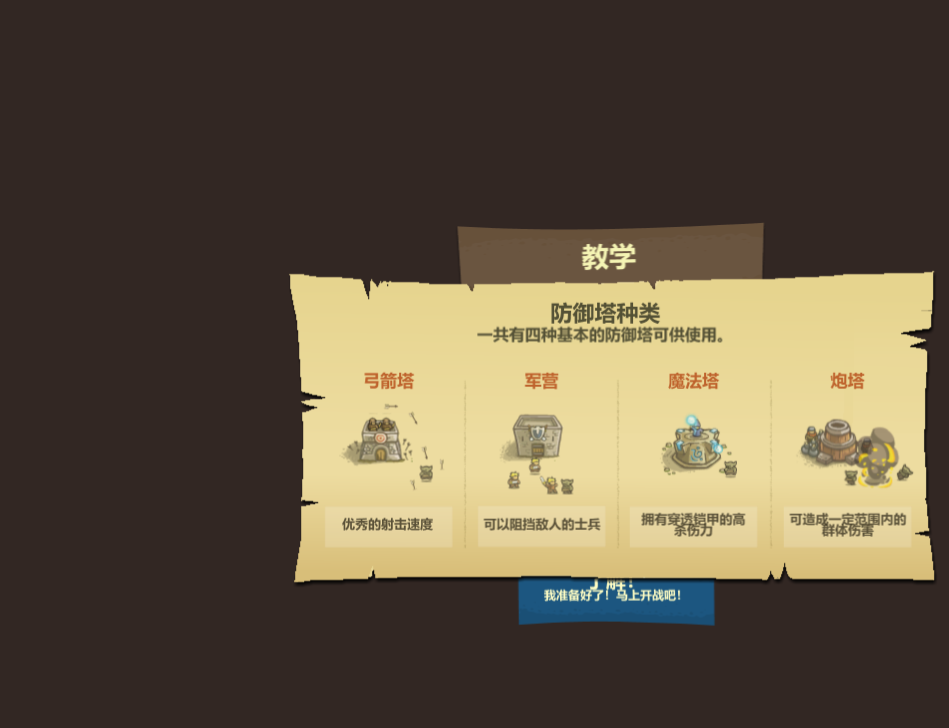 教学
防御塔种类
一共有四种基本的防御塔可供使用。
弓箭塔
军营
魔法塔
炮塔
优秀的射击速度
可以阻挡敌人的士兵
拥有穿透铠甲的高
杀伤力
可造成一定范围内的
群体伤害
了解！
我准备好了！马上开战吧！